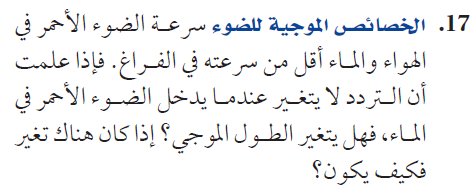 17. الخصائص الموجية للضوء سرعة الضوء الأحمر في
الهواء والماء أقل من سرعته في الفراغ. فإذا علمت
أن التردد لا يتغير عندما يدخل الضوء الأحمر في
الماء، فهل يتغير الطول الموجي؟ إذا كان هناك تغير
فكيف يكون؟